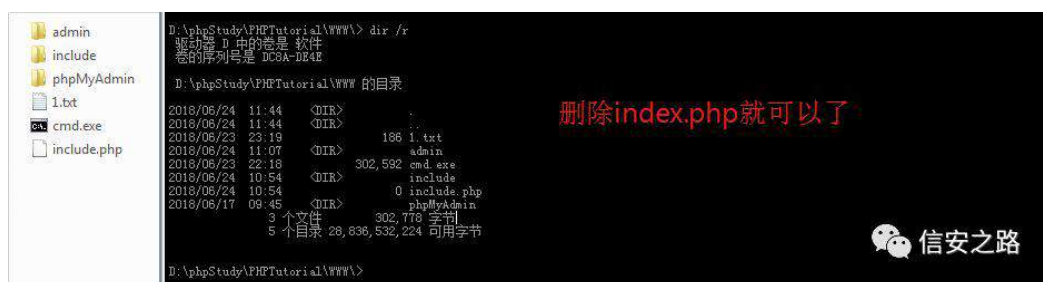 admin
include
phpMyAdmin
1.txt
cmd.exe
include.php
D:\phpStudy\PHPTutorial\WWW\> dir /r
驱动器 D 中的卷是 软件
卷的序列号是 DC8A-DE4E
D:\phpStudy\PHPTutorial\WWW 的目录
2018/06/24 11:44 <DIR> .
2018/06/24 11:44 <DIR> ..
2018/06/23 23:19 186 1.txt
2018/06/24 11:07 <DIR> admin
2018/06/23 22:18 302,592 cmd.exe
2018/06/24 10:54 <DIR> include
2018/06/24 10:54 0 include.php
2018/06/17 09:45 <DIR> phpMyAdmin
3 个文件 302,778 字节
5 个目录 28,836,532,224 可用字节
D:\phpStudy\PHPTutorial\WWW\>
删除index.php就可以了
信安之路